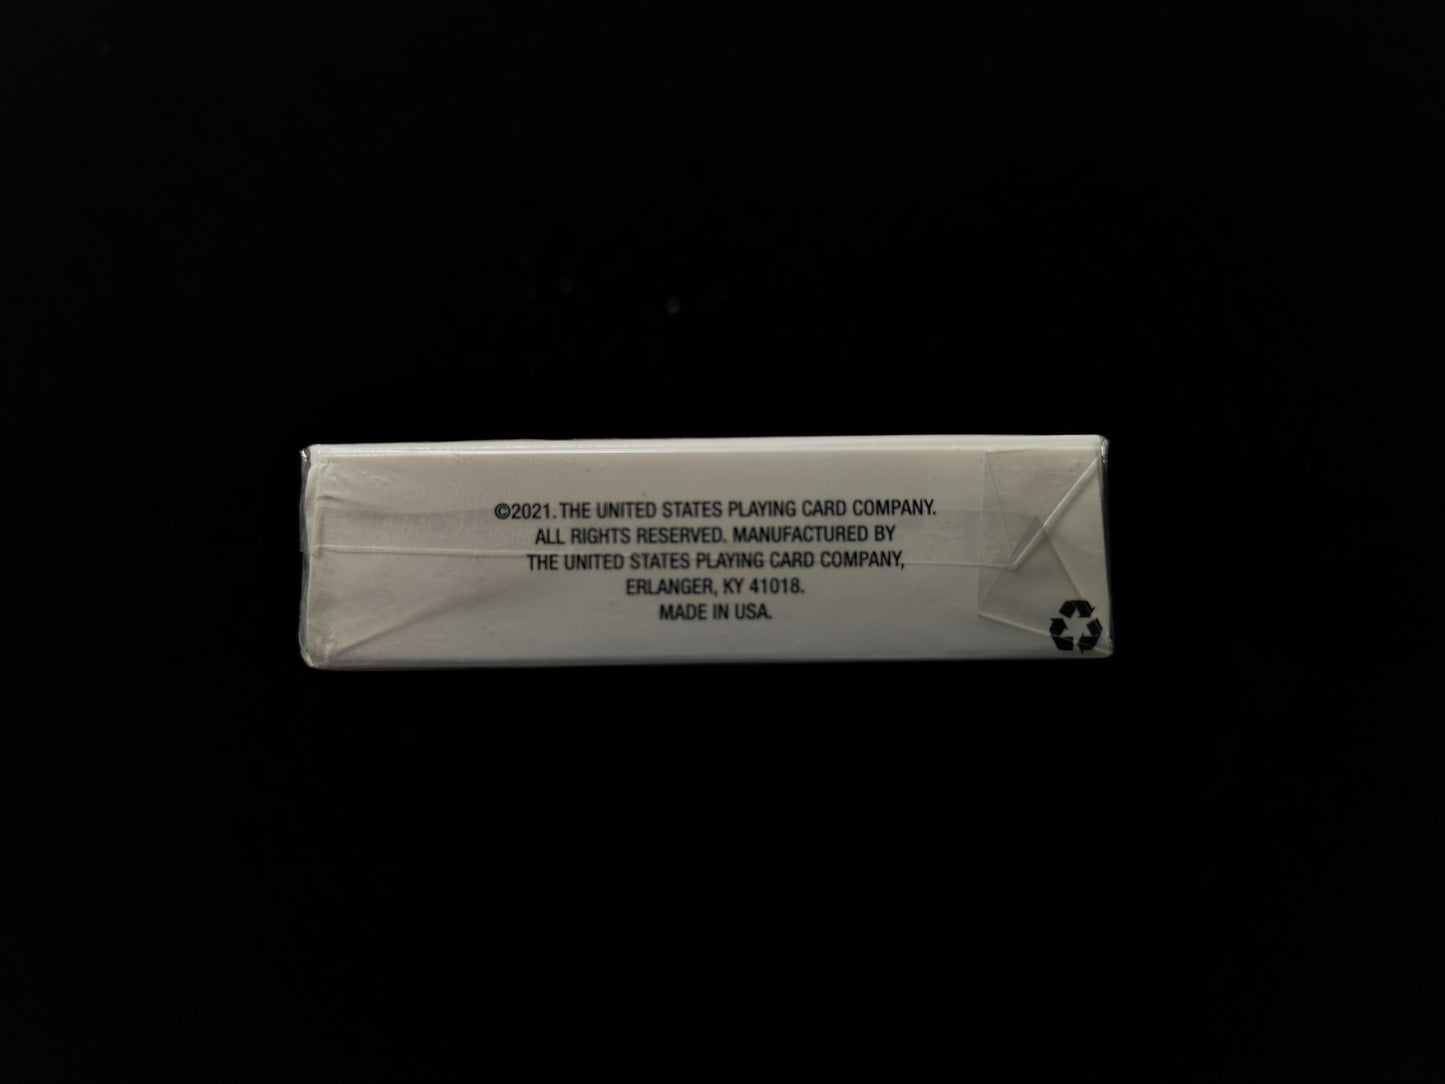 ©2021. THE UNITED STATES PLAYING CARD COMPANY.
ALL RIGHTS RESERVED. MANUFACTURED BY
THE UNITED STATES PLAYING CARD COMPANY,
ERLANGER, KY 41018.
MADE IN USA.